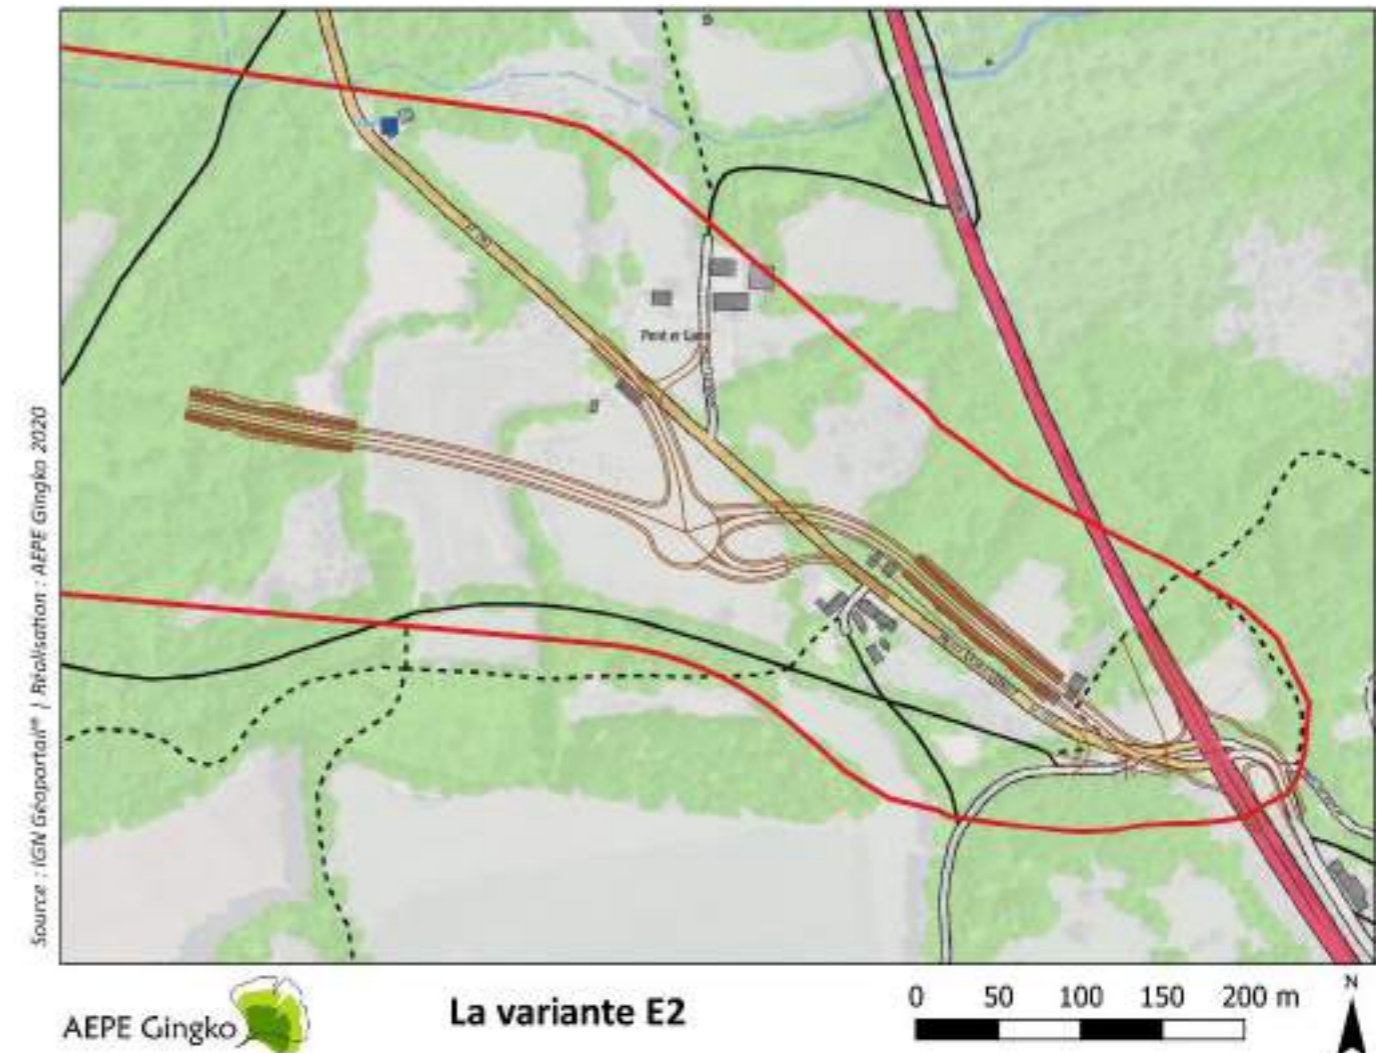 Source : IGN Géoportail | Réalisation : AEPE Gingko 2020
AEPE Gingko
La variante E2
0 50 100 150 200 m
N